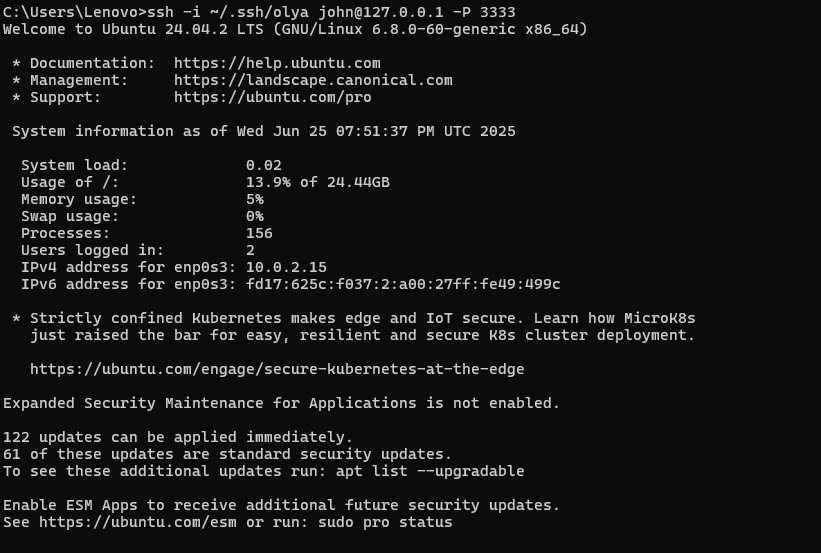 C:\Users\Lenovo>ssh -i ~/.ssh/olya john@127.0.0.1 -P 3333
Welcome to Ubuntu 24.04.2 LTS (GNU/Linux 6.8.0-60-generic x86_64)
* Documentation:  https://help.ubuntu.com
* Management:     https://landscape.canonical.com
* Support:        https://ubuntu.com/pro
System information as of Wed Jun 25 07:51:37 PM UTC 2025
System load:             0.02
Usage of /:              13.9% of 24.44GB
Memory usage:            5%
Swap usage:              0%
Processes:               156
Users logged in:         2
IPv4 address for enp0s3: 10.0.2.15
IPv6 address for enp0s3: fd17:625c:f037:2:a00:27ff:fe49:499c
* Strictly confined Kubernetes makes edge and IoT secure. Learn how MicroK8s
just raised the bar for easy, resilient and secure K8s cluster deployment.
https://ubuntu.com/engage/secure-kubernetes-at-the-edge
Expanded Security Maintenance for Applications is not enabled.
122 updates can be applied immediately.
61 of these updates are standard security updates.
To see these additional updates run: apt list --upgradable
Enable ESM Apps to receive additional future security updates.
See https://ubuntu.com/esm or run: sudo pro status